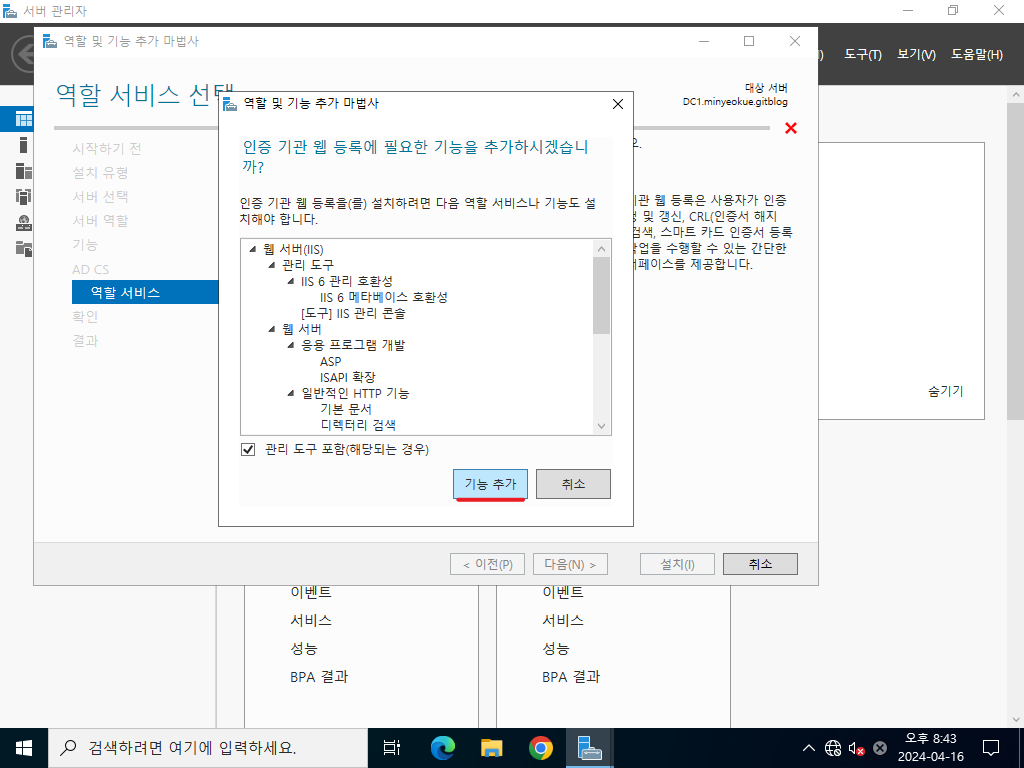 서버 관리자
역할 및 기능 추가 마법사
도구(T) 보기(V) 도움말(H)
역할 서비스 선택
대상 서버
DC1.minyeokue.gitblog
역할 및 기능 추가 마법사
인증 기관 웹 등록에 필요한 기능을 추가하시겠습니
까?
인증 기관 웹 등록을(를) 설치하려면 다음 역할 서비스나 기능도 설
치해야 합니다.
웹 서버(IIS)
관리 도구
IIS 6 관리 호환성
IIS 6 메타베이스 호환성
[도구] IIS 관리 콘솔
웹 서버
응용 프로그램 개발
ASP
ISAPI 확장
일반적인 HTTP 기능
기본 문서
디렉터리 검색
관리 도구 포함(해당되는 경우)
기능 추가
취소
시작하기 전
설치 유형
서버 선택
서버 역할
기능
AD CS
역할 서비스
확인
결과
기관 웹 등록은 사용자가 인증
및 갱신, CRL(인증서 해지
검색, 스마트 카드 인증서 등록
작업을 수행할 수 있는 간단한
제공합니다.
숨기기
< 이전(P)
다음(N) >
설치(I)
취소
이벤트
서비스
성능
BPA 결과
이벤트
서비스
성능
BPA 결과
검색하려면 여기에 입력하세요.
오후 8:43
2024-04-16